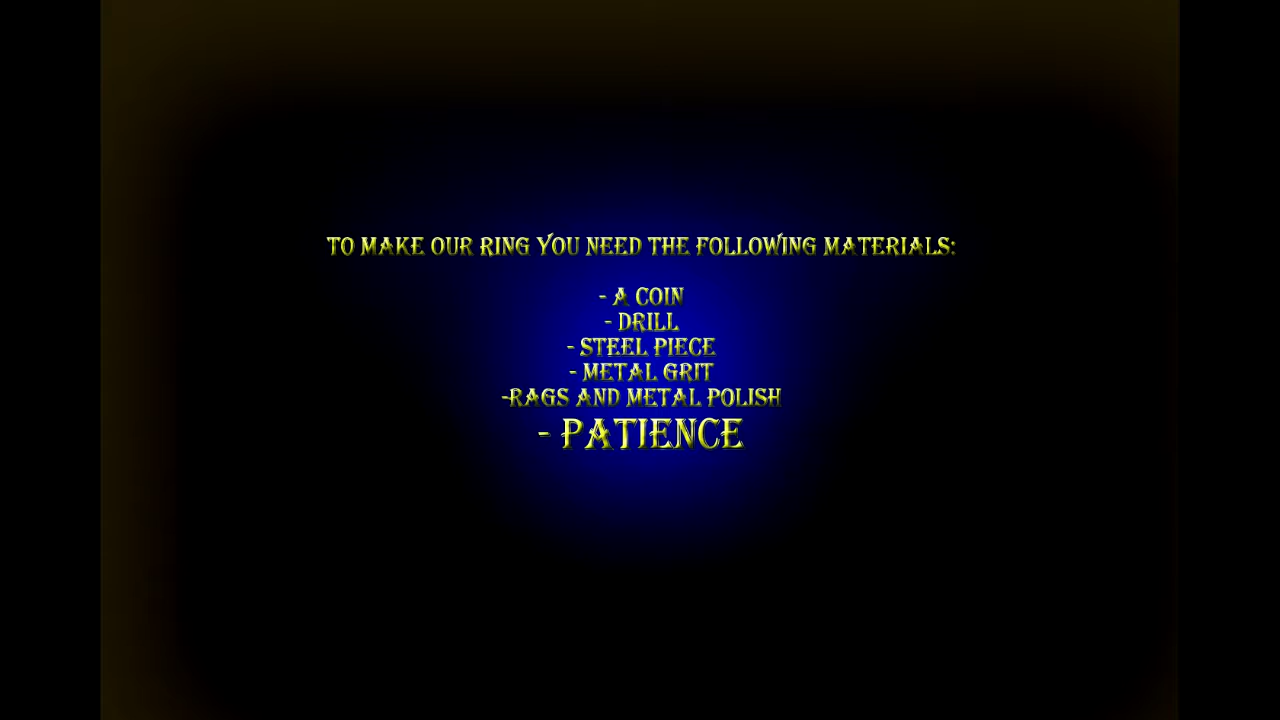 TO MAKE OUR RING YOU NEED THE FOLLOWING MATERIALS:
- A COIN
- DRILL
- STEEL PIECE
- METAL GRIT
-RAGS AND METAL POLISH
- PATIENCE